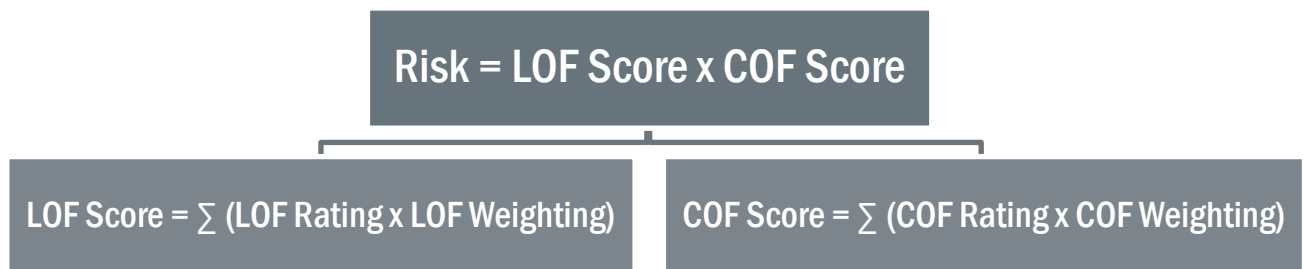 Risk = LOF Score x COF Score
LOF Score = ∑ (LOF Rating x LOF Weighting)
COF Score = ∑ (COF Rating x COF Weighting)